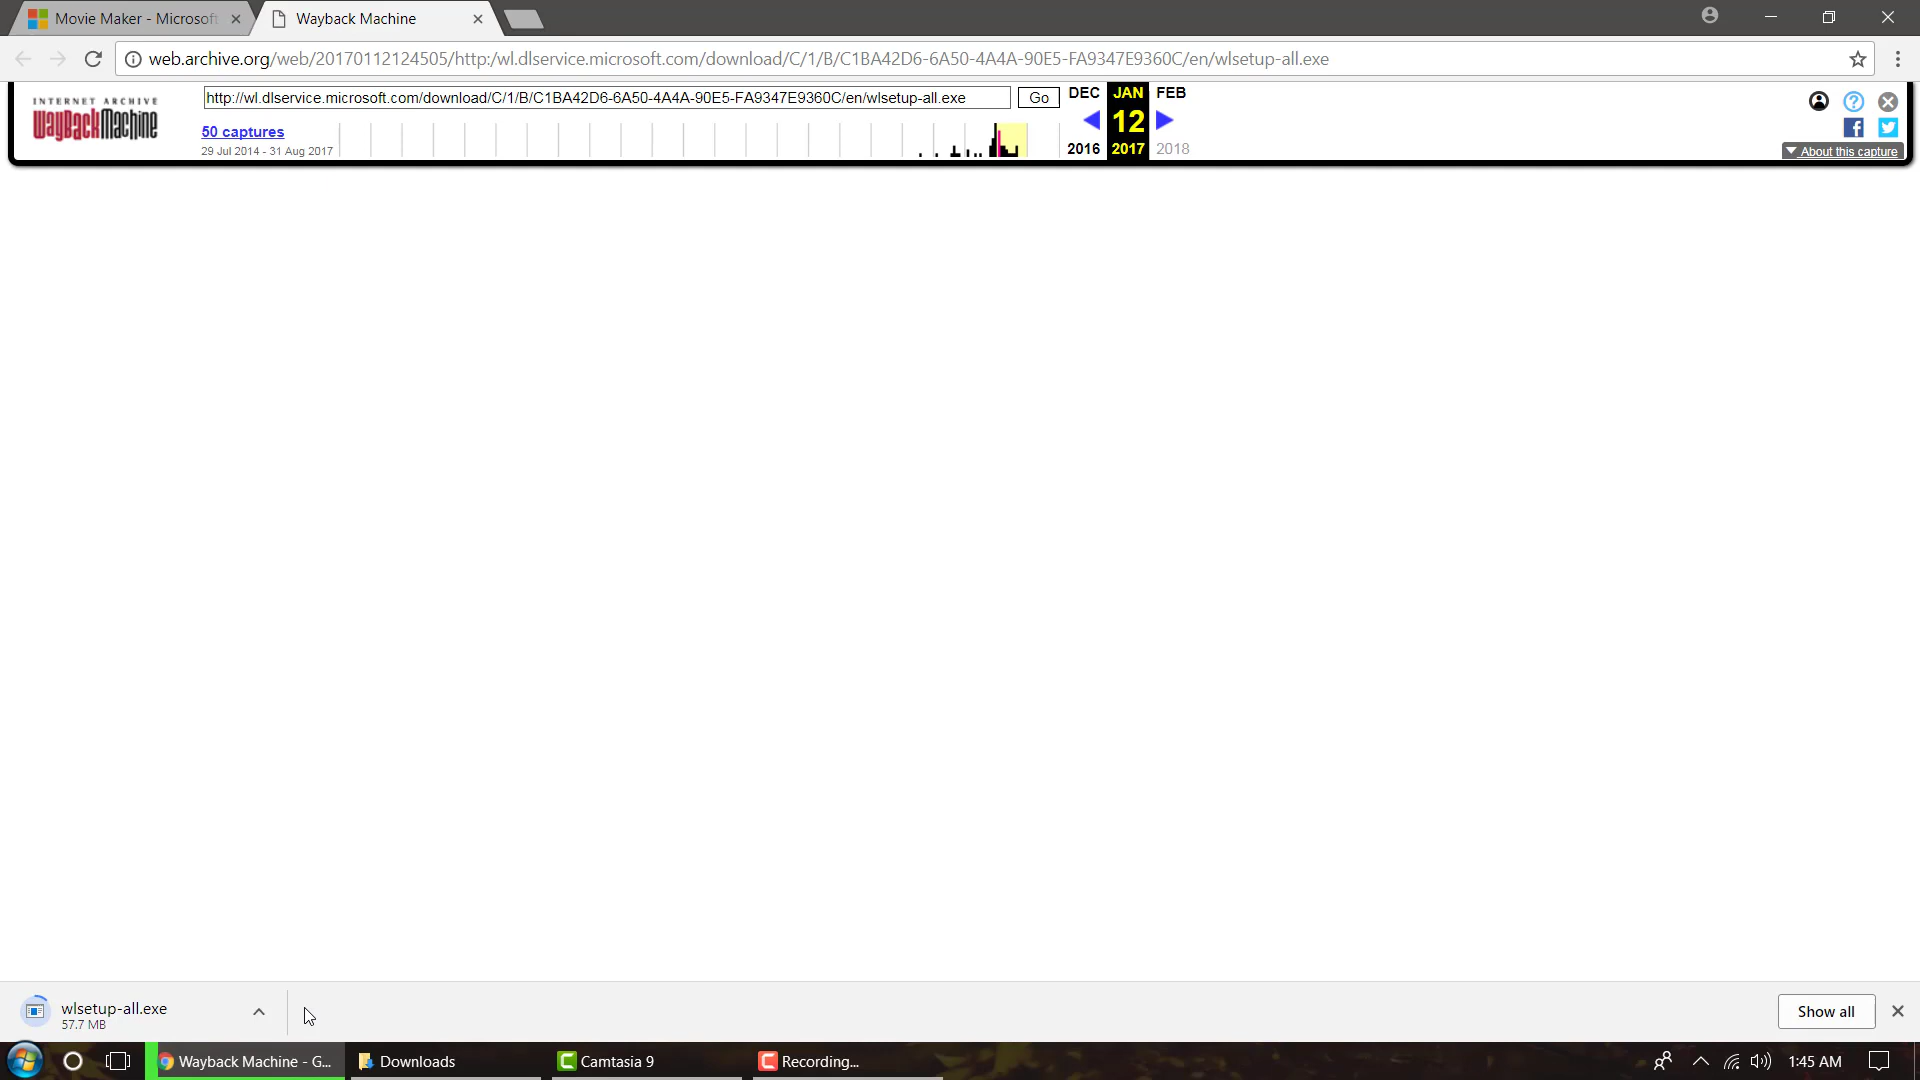 Movie Maker - Microsoft
Wayback Machine
web.archive.org/web/20170112124505/http:/wl.dlservice.microsoft.com/download/C/1/B/C1BA42D6-6A50-4A4A-90E5-FA9347E9360C/en/wlsetup-all.exe
INTERNET ARCHIVE
WayBackMachine
http://wl.dlservice.microsoft.com/download/C/1/B/C1BA42D6-6A50-4A4A-90E5-FA9347E9360C/en/wlsetup-all.exe
Go
DEC JAN FEB
50 captures
12
29 Jul 2014 - 31 Aug 2017
2016 2017 2018
About this capture
wlsetup-all.exe
57.7 MB
Show all
Wayback Machine - G...
Downloads
Camtasia 9
Recording...
1:45 AM